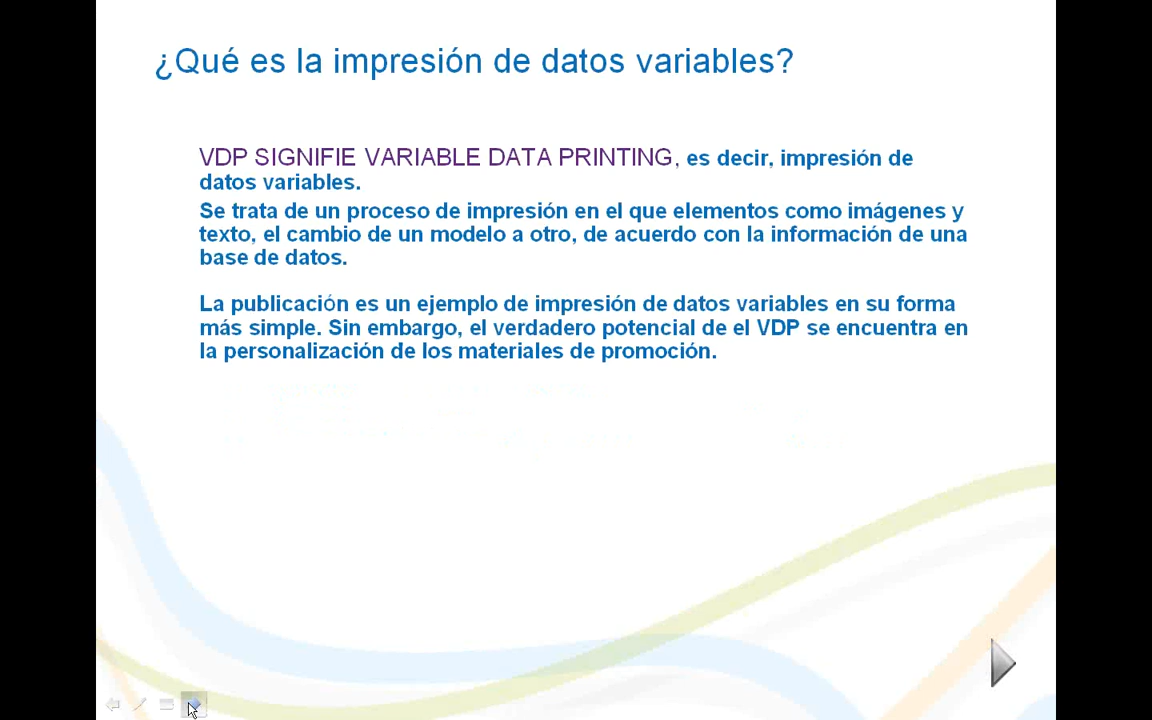 ¿Qué es la impresión de datos variables?
VDP SIGNIFIE VARIABLE DATA PRINTING, es decir, impresión de
datos variables.
Se trata de un proceso de impresión en el que elementos como imágenes y
texto, el cambio de un modelo a otro, de acuerdo con la información de una
base de datos.
La publicación es un ejemplo de impresión de datos variables en su forma
más simple. Sin embargo, el verdadero potencial de el VDP se encuentra en
la personalización de los materiales de promoción.